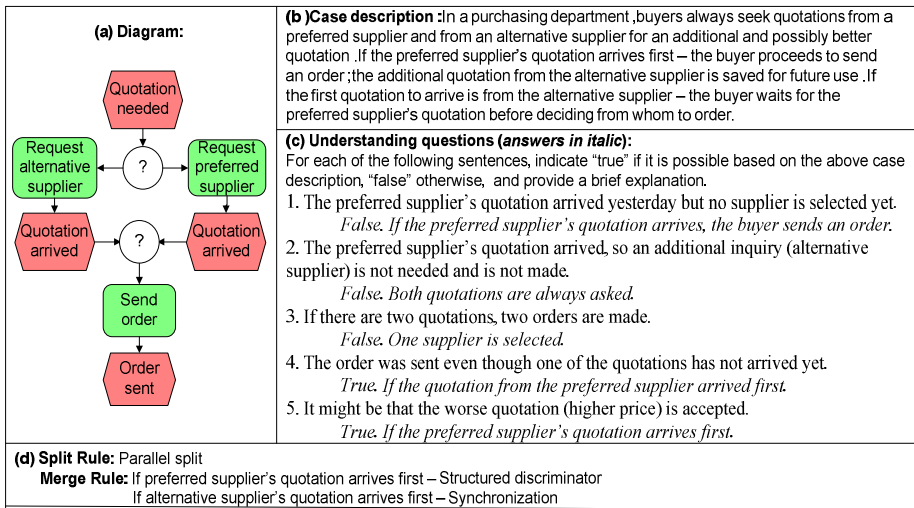 (a) Diagram:
Quotation
needed
Request
alternative
supplier
?
Request
preferred
supplier
Quotation
arrived
?
Quotation
arrived
Send
order
Order
sent
(b) Case description: In a purchasing department, buyers always seek quotations from a
preferred supplier and from an alternative supplier for an additional and possibly better
quotation. If the preferred supplier's quotation arrives first – the buyer proceeds to send
an order; the additional quotation from the alternative supplier is saved for future use. If
the first quotation to arrive is from the alternative supplier – the buyer waits for the
preferred supplier's quotation before deciding from whom to order.
(c) Understanding questions (answers in italic):
For each of the following sentences, indicate "true" if it is possible based on the above case
description, "false" otherwise, and provide a brief explanation.
1. The preferred supplier's quotation arrived yesterday but no supplier is selected yet.
False. If the preferred supplier's quotation arrives, the buyer sends an order.
2. The preferred supplier's quotation arrived, so an additional inquiry (alternative
supplier) is not needed and is not made.
False. Both quotations are always asked.
3. If there are two quotations, two orders are made.
False. One supplier is selected.
4. The order was sent even though one of the quotations has not arrived yet.
True. If the quotation from the preferred supplier arrived first.
5. It might be that the worse quotation (higher price) is accepted.
True. If the preferred supplier's quotation arrives first.
(d) Split Rule: Parallel split
Merge Rule: If preferred supplier's quotation arrives first – Structured discriminator
If alternative supplier's quotation arrives first – Synchronization